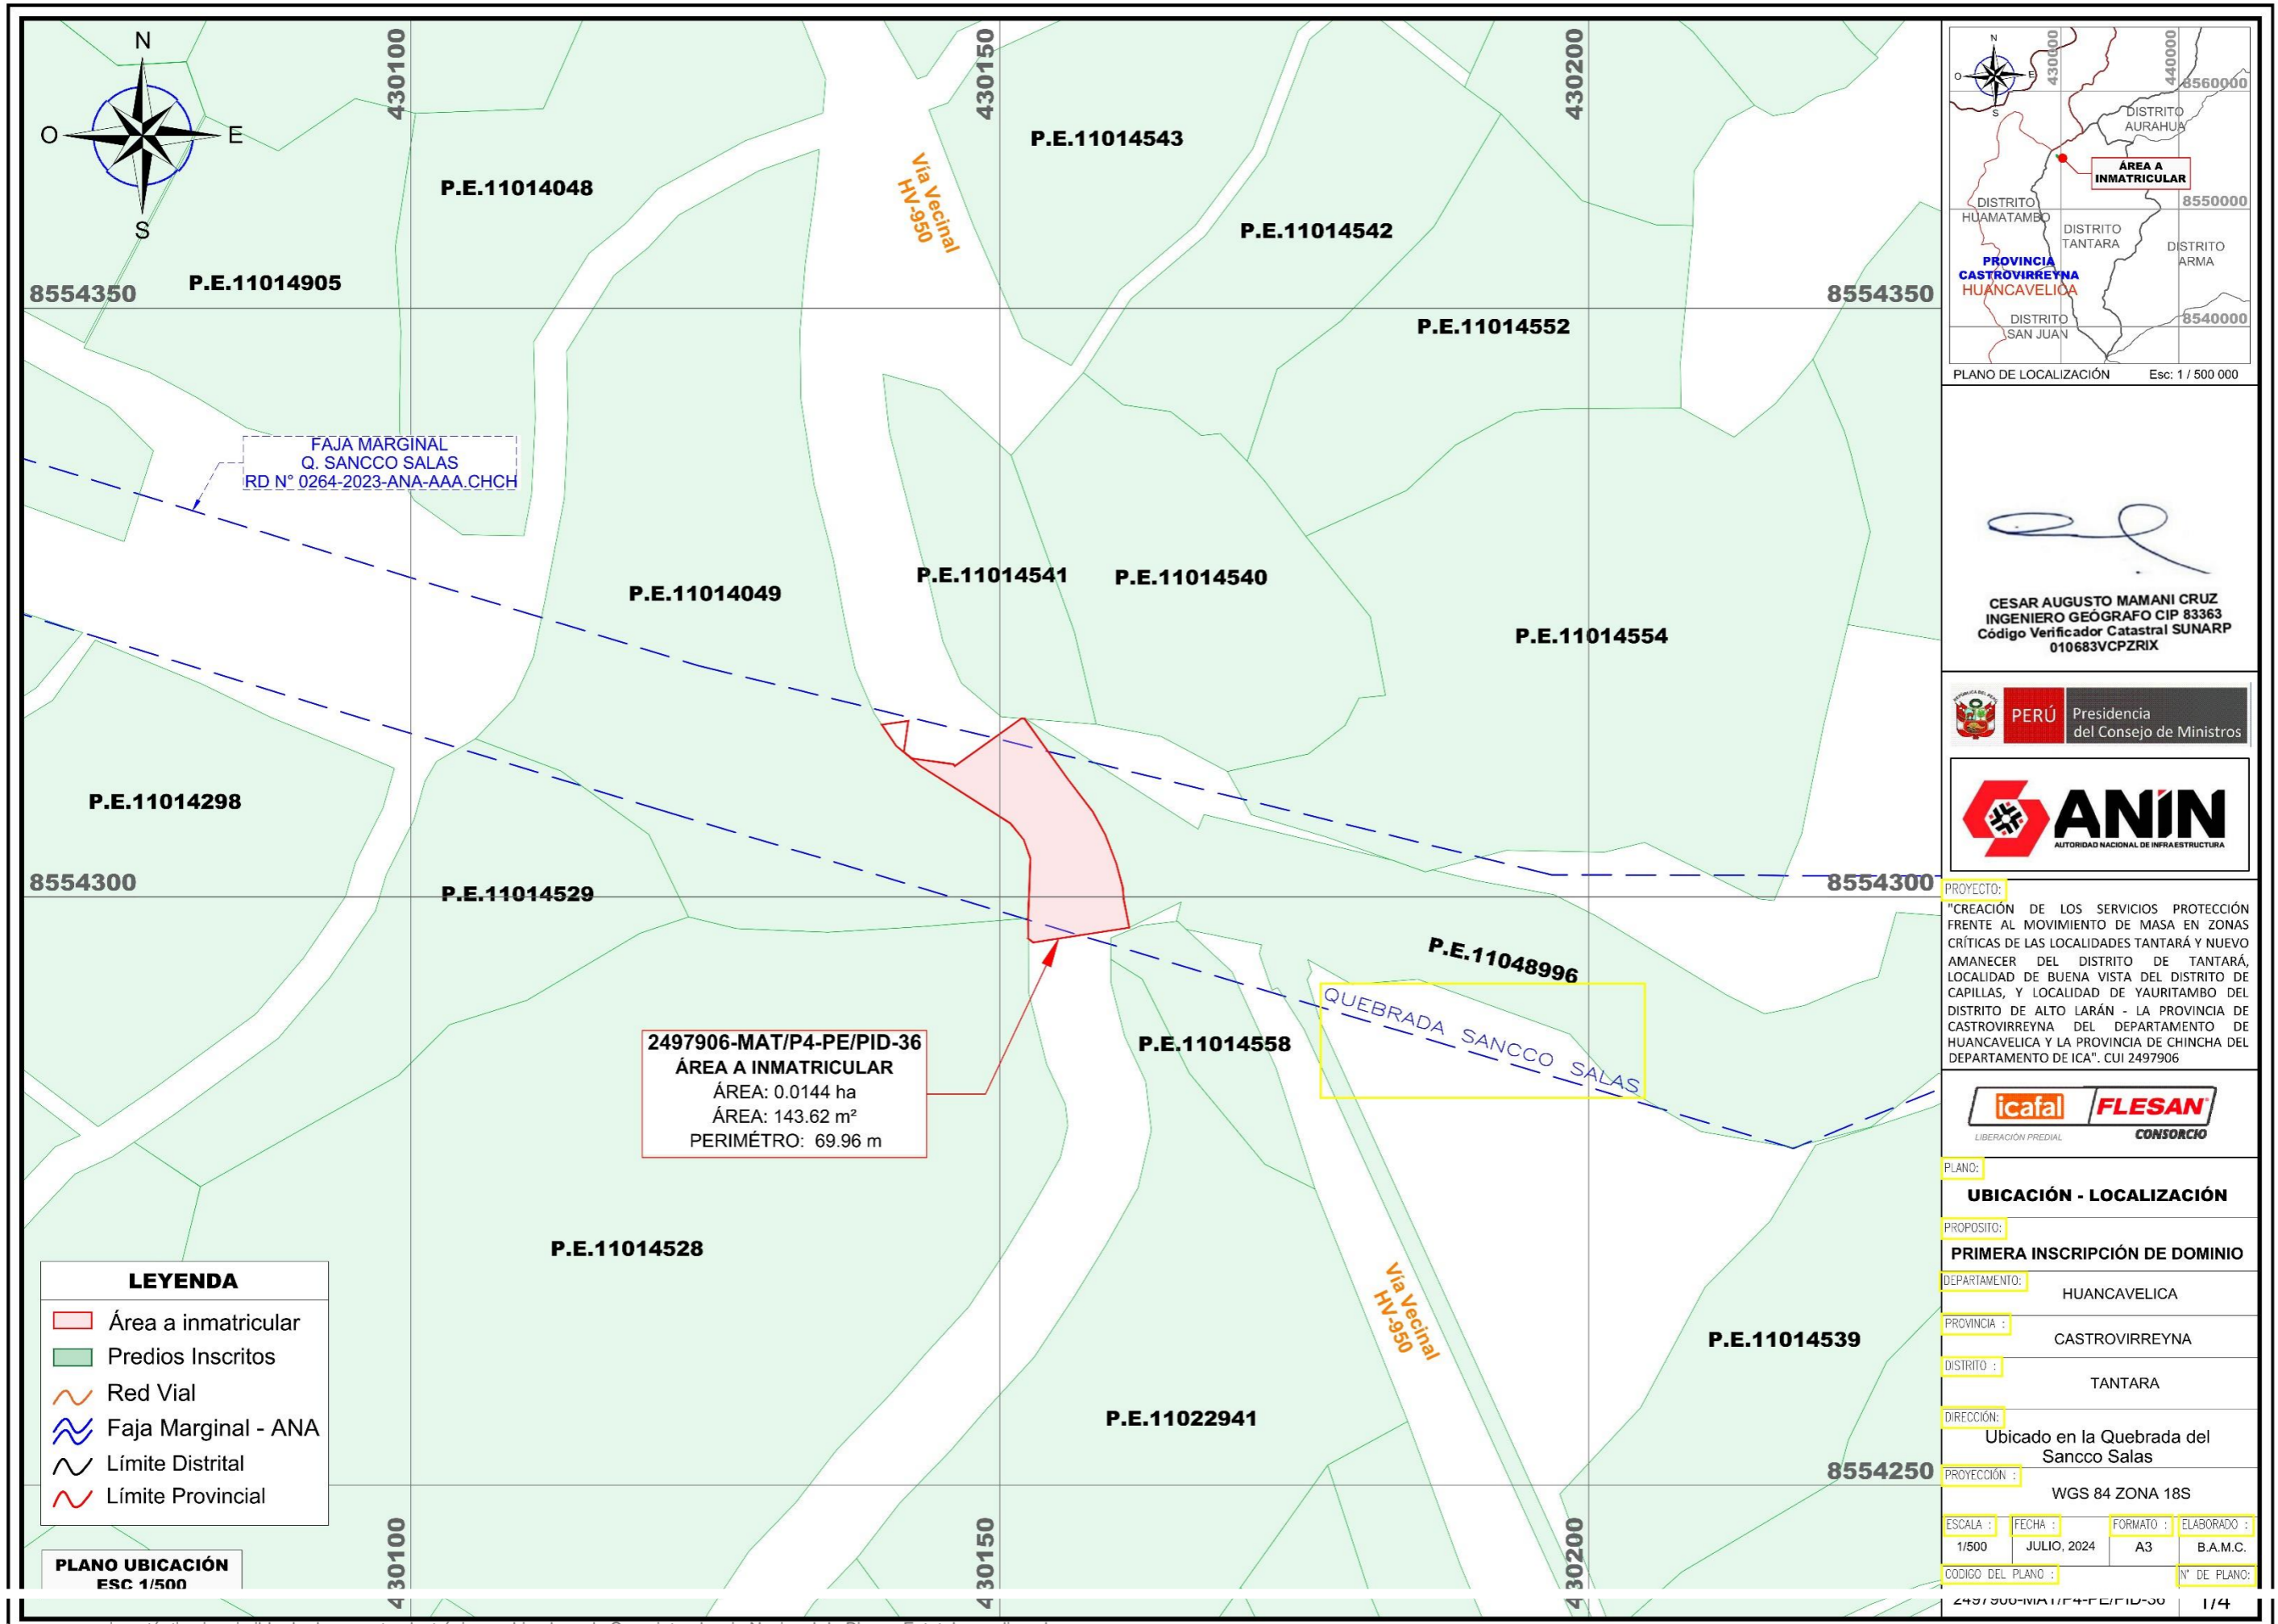 N
O
E
S
430100
430150
430200
P.E.11014543
P.E.11014048
Vía Vecinal
HV-950
P.E.11014542
P.E.11014905
8554350
8554350
P.E.11014552
FAJA MARGINAL
Q. SANCCO SALAS
RD N° 0264-2023-ANA-AAA.CHCH
P.E.11014049
P.E.11014541
P.E.11014540
P.E.11014554
P.E.11014298
8554300
8554300
P.E.11014529
P.E.11048996
QUEBRADA SANCCO SALAS
P.E.11014558
2497906-MAT/P4-PE/PID-36
ÁREA A INMATRICULAR
ÁREA: 0.0144 ha
ÁREA: 143.62 m²
PERIMÉTRO: 69.96 m
P.E.11014528
Vía Vecinal
HV-950
P.E.11014539
P.E.11022941
8554250
LEYENDA
Área a inmatricular
Predios Inscritos
Red Vial
Faja Marginal - ANA
Límite Distrital
Límite Provincial
PLANO UBICACIÓN
ESC 1/500
430100
430150
430200
N
O
E
S
430000
440000
8560000
DISTRITO
AURAHUA
ÁREA A
INMATRICULAR
DISTRITO
HUAMATAMBO
8550000
DISTRITO
TANTARA
DISTRITO
ARMA
PROVINCIA
CASTROVIRREYNA
HUANCAVELICA
DISTRITO
SAN JUAN
8540000
PLANO DE LOCALIZACIÓN Esc: 1 / 500 000
CESAR AUGUSTO MAMANI CRUZ
INGENIERO GEÓGRAFO CIP 83363
Código Verificador Catastral SUNARP
010683VCPZRIX
PERÚ
Presidencia
del Consejo de Ministros
ANIN
AUTORIDAD NACIONAL DE INFRAESTRUCTURA
PROYECTO:
"CREACIÓN DE LOS SERVICIOS PROTECCIÓN
FRENTE AL MOVIMIENTO DE MASA EN ZONAS
CRÍTICAS DE LAS LOCALIDADES TANTARÁ Y NUEVO
AMANECER DEL DISTRITO DE TANTARÁ,
LOCALIDAD DE BUENA VISTA DEL DISTRITO DE
CAPILLAS, Y LOCALIDAD DE YAURITAMBO DEL
DISTRITO DE ALTO LARÁN - LA PROVINCIA DE
CASTROVIRREYNA DEL DEPARTAMENTO DE
HUANCAVELICA Y LA PROVINCIA DE CHINCHA DEL
DEPARTAMENTO DE ICA". CUI 2497906
icafal FLESAN
LIBERACIÓN PREDIAL CONSORCIO
PLANO:
UBICACIÓN - LOCALIZACIÓN
PROPOSITO:
PRIMERA INSCRIPCIÓN DE DOMINIO
DEPARTAMENTO:
HUANCAVELICA
PROVINCIA :
CASTROVIRREYNA
DISTRITO :
TANTARA
DIRECCIÓN:
Ubicado en la Quebrada del
Sancco Salas
PROYECCIÓN :
WGS 84 ZONA 18S
ESCALA : FECHA : FORMATO : ELABORADO :
1/500 JULIO, 2024 A3 B.A.M.C.
CODIGO DEL PLANO : N° DE PLANO:
2497906-MAT/P4-PE/PID-36 1/4